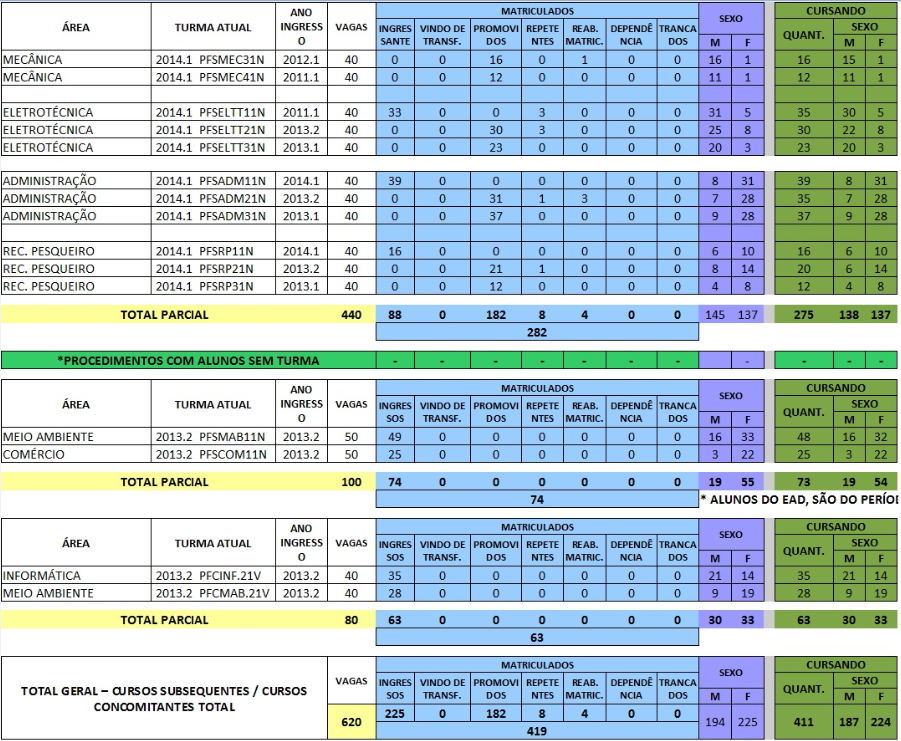 ÁREA TURMA ATUAL ANO INGRESSO VAGAS MATRICULADOS SEXO CURSANDO
INGRESSANTE VINDO DE TRANSF. PROMOVIDOS REPETENTES REAB. MATRIC. DEPENDÊNCIA TRANCADOS M F QUANT. SEXO M F
MECÂNICA 2014.1 PFSMEC31N 2012.1 40 0 0 16 0 1 0 0 16 1 16 15 1
MECÂNICA 2014.1 PFSMEC41N 2011.1 40 0 0 12 0 0 0 0 11 1 12 11 1
ELETROTÉCNICA 2014.1 PFSELTT11N 2011.1 40 33 0 0 3 0 0 0 31 5 35 30 5
ELETROTÉCNICA 2014.1 PFSELTT21N 2013.2 40 0 0 30 3 0 0 0 25 8 30 22 8
ELETROTÉCNICA 2014.1 PFSELTT31N 2013.1 40 0 0 23 0 0 0 0 20 3 23 20 3
ADMINISTRAÇÃO 2014.1 PFSADM11N 2014.1 40 39 0 0 0 0 0 0 8 31 39 8 31
ADMINISTRAÇÃO 2014.1 PFSADM21N 2013.2 40 0 0 31 1 3 0 0 7 28 35 7 28
ADMINISTRAÇÃO 2014.1 PFSADM31N 2013.1 40 0 0 37 0 0 0 0 9 28 37 9 28
REC. PESQUEIRO 2014.1 PFSRP11N 2014.1 40 16 0 0 0 0 0 0 6 10 16 6 10
REC. PESQUEIRO 2014.1 PFSRP21N 2013.2 40 0 0 21 1 0 0 0 8 14 20 6 14
REC. PESQUEIRO 2014.1 PFSRP31N 2013.1 40 0 0 12 0 0 0 0 4 8 12 4 8
TOTAL PARCIAL 440 88 0 182 8 4 0 0 145 137 275 138 137
282
*PROCEDIMENTOS COM ALUNOS SEM TURMA - - - - - - - - - - -
ÁREA TURMA ATUAL ANO INGRESSO VAGAS MATRICULADOS SEXO CURSANDO
INGRESSOS VINDO DE TRANSF. PROMOVIDOS REPETENTES REAB. MATRIC. DEPENDÊNCIA TRANCADOS M F QUANT. SEXO M F
MEIO AMBIENTE 2013.2 PFSMAB11N 2013.2 50 49 0 0 0 0 0 0 16 33 48 16 32
COMÉRCIO 2013.2 PFSCOM11N 2013.2 50 25 0 0 0 0 0 0 3 22 25 3 22
TOTAL PARCIAL 100 74 0 0 0 0 0 0 19 55 73 19 54
74 * ALUNOS DO EAD, SÃO DO PERÍOD
ÁREA TURMA ATUAL ANO INGRESSO VAGAS MATRICULADOS SEXO CURSANDO
INGRESSOS VINDO DE TRANSF. PROMOVIDOS REPETENTES REAB. MATRIC. DEPENDÊNCIA TRANCADOS M F QUANT. SEXO M F
INFORMÁTICA 2013.2 PFCINF.21V 2013.2 40 35 0 0 0 0 0 0 21 14 35 21 14
MEIO AMBIENTE 2013.2 PFCMAB.21V 2013.2 40 28 0 0 0 0 0 0 9 19 28 9 19
TOTAL PARCIAL 80 63 0 0 0 0 0 0 30 33 63 30 33
63
TOTAL GERAL – CURSOS SUBSEQUENTES / CURSOS CONCOMITANTES TOTAL VAGAS MATRICULADOS SEXO CURSANDO
INGRESSOS VINDO DE TRANSF. PROMOVIDOS REPETENTES REAB. MATRIC. DEPENDÊNCIA TRANCADOS M F QUANT. SEXO M F
620 225 0 182 8 4 0 0 194 225 411 187 224
419